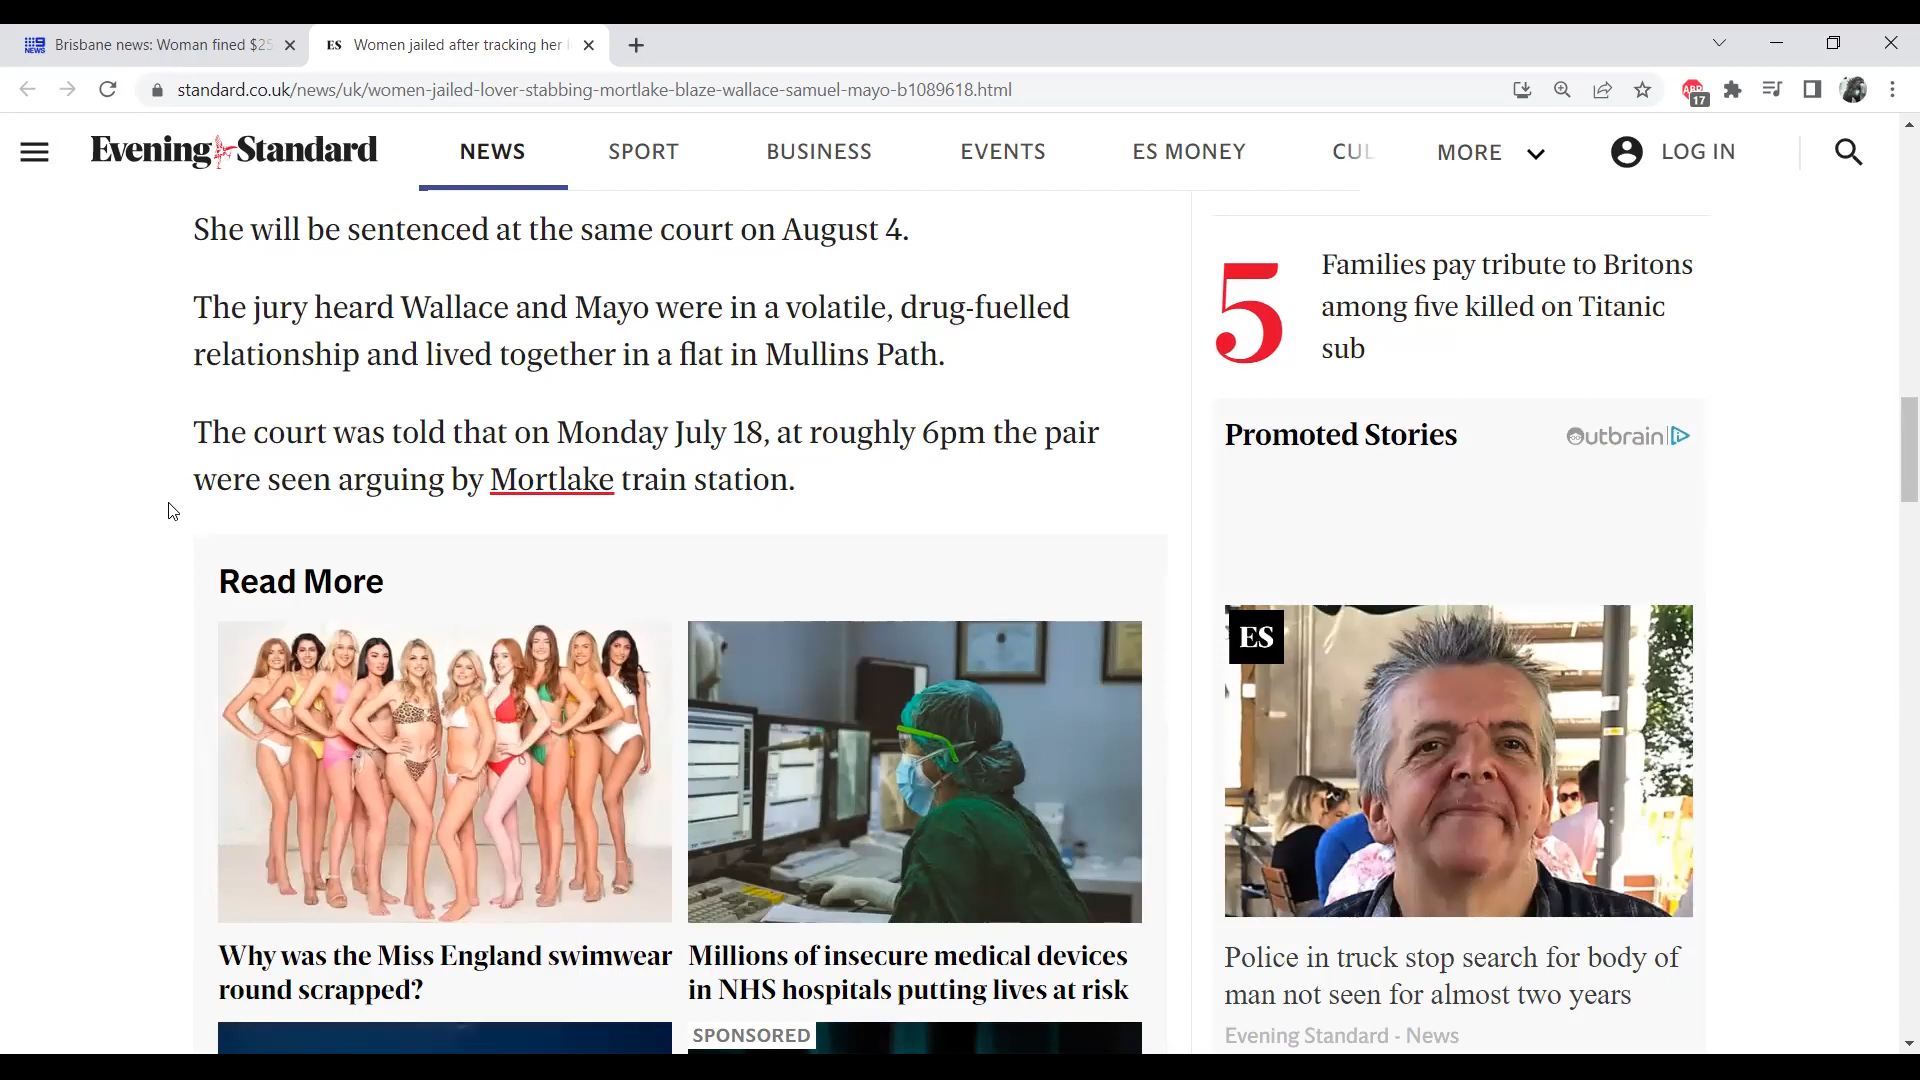 Brisbane news: Woman fined $25
ES Women jailed after tracking her
standard.co.uk/news/uk/women-jailed-lover-stabbing-mortlake-blaze-wallace-samuel-mayo-b1089618.html
ABP
17
Evening Standard
NEWS
SPORT
BUSINESS
EVENTS
ES MONEY
CUL
MORE
LOG IN
She will be sentenced at the same court on August 4.
The jury heard Wallace and Mayo were in a volatile, drug-fuelled
relationship and lived together in a flat in Mullins Path.
The court was told that on Monday July 18, at roughly 6pm the pair
were seen arguing by Mortlake train station.
Read More
Why was the Miss England swimwear
round scrapped?
Millions of insecure medical devices
in NHS hospitals putting lives at risk
SPONSORED
5
Families pay tribute to Britons
among five killed on Titanic
sub
Promoted Stories
Outbrain
ES
Police in truck stop search for body of
man not seen for almost two years
Evening Standard - News